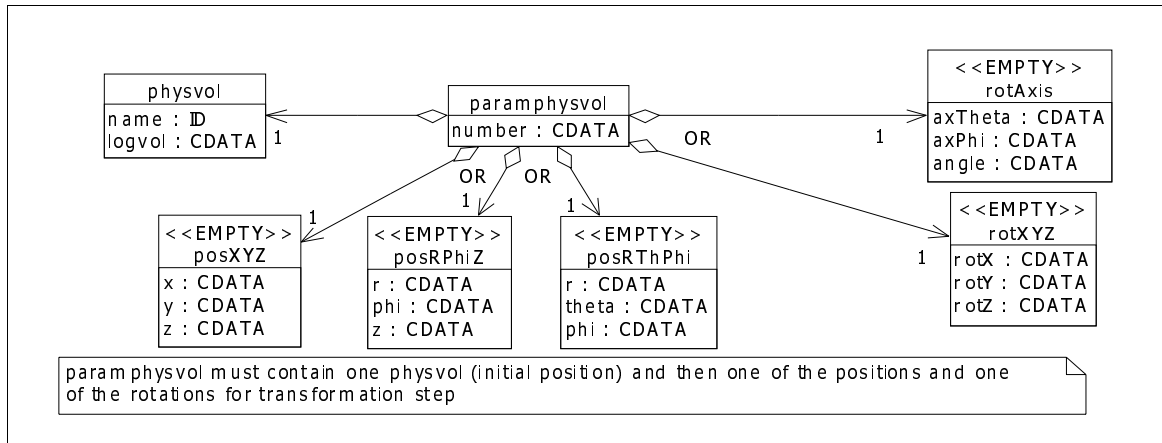 physvol
name : ID
logvol : CDATA
1
paramphysvol
number : CDATA
<<EMPTY>>
rotAxis
axTheta : CDATA
axPhi : CDATA
angle : CDATA
1
OR
OR
OR
1
<<EMPTY>>
posXYZ
x : CDATA
y : CDATA
z : CDATA
1
<<EMPTY>>
posRPhiZ
r : CDATA
phi : CDATA
z : CDATA
1
<<EMPTY>>
posRThPhi
r : CDATA
theta : CDATA
phi : CDATA
1
<<EMPTY>>
rotXYZ
rotX : CDATA
rotY : CDATA
rotZ : CDATA
paramphysvol must contain one physvol (initial position) and then one of the positions and one
of the rotations for transformation step